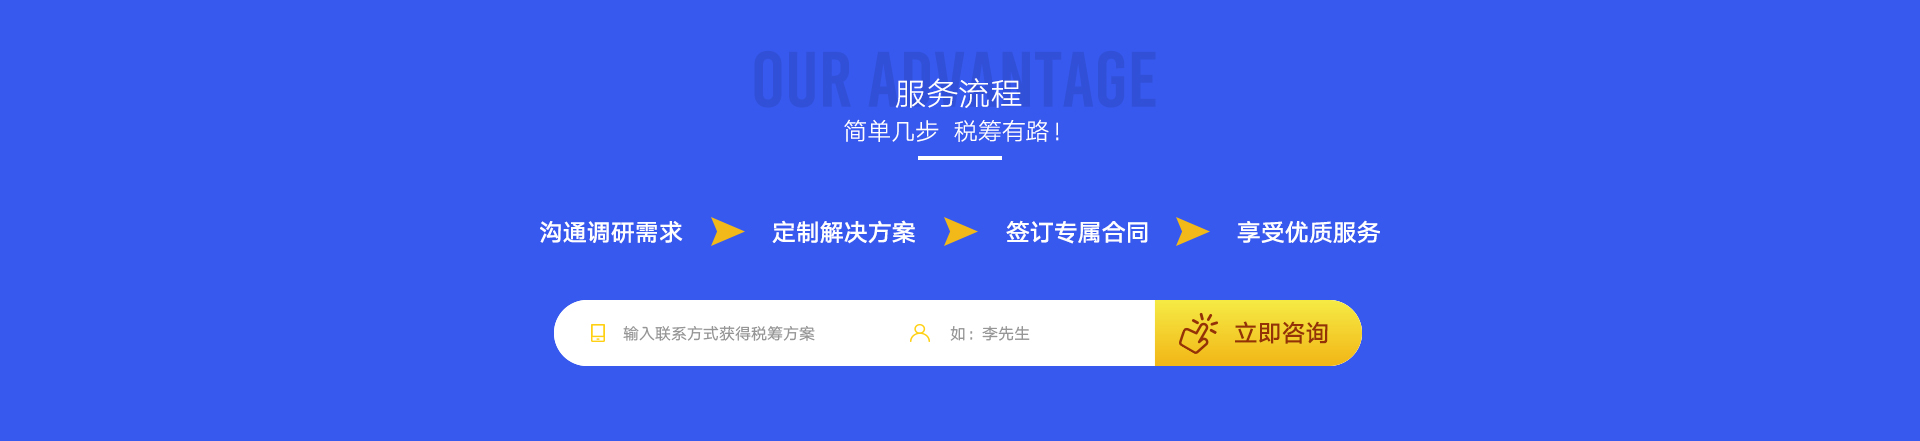 OUR ADVANTAGE
服务流程
简单几步 税筹有路!
沟通调研需求 定制解决方案 签订专属合同 享受优质服务
输入联系方式获得税筹方案 如：李先生 立即咨询